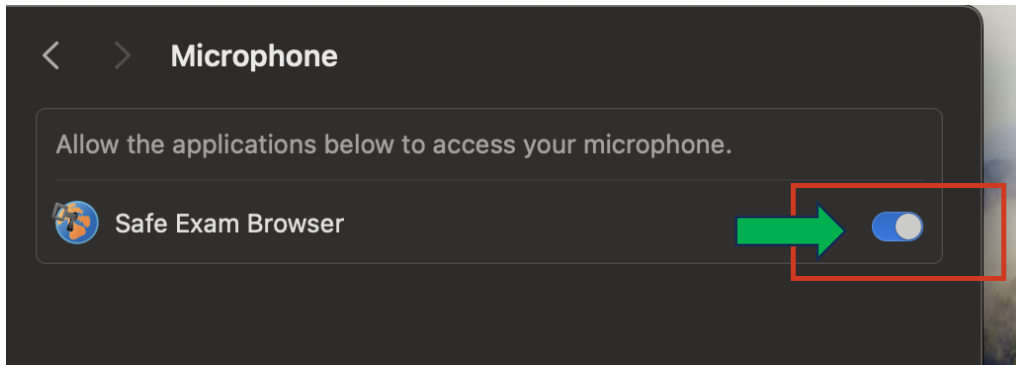 Microphone
Allow the applications below to access your microphone.
Safe Exam Browser